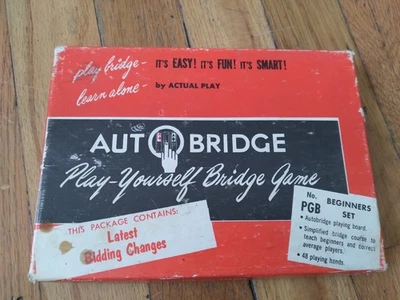 play bridge - IT'S EASY! IT'S FUN! IT'S SMART!
learn alone - by ACTUAL PLAY
AUTOBRIDGE
Play-Yourself Bridge Game
THIS PACKAGE CONTAINS:
Latest
Bidding Changes
No.
PGB
BEGINNERS
SET
• Autobridge playing board.
• Simplified bridge course to
teach beginners and correct
average players.
• 48 playing hands.